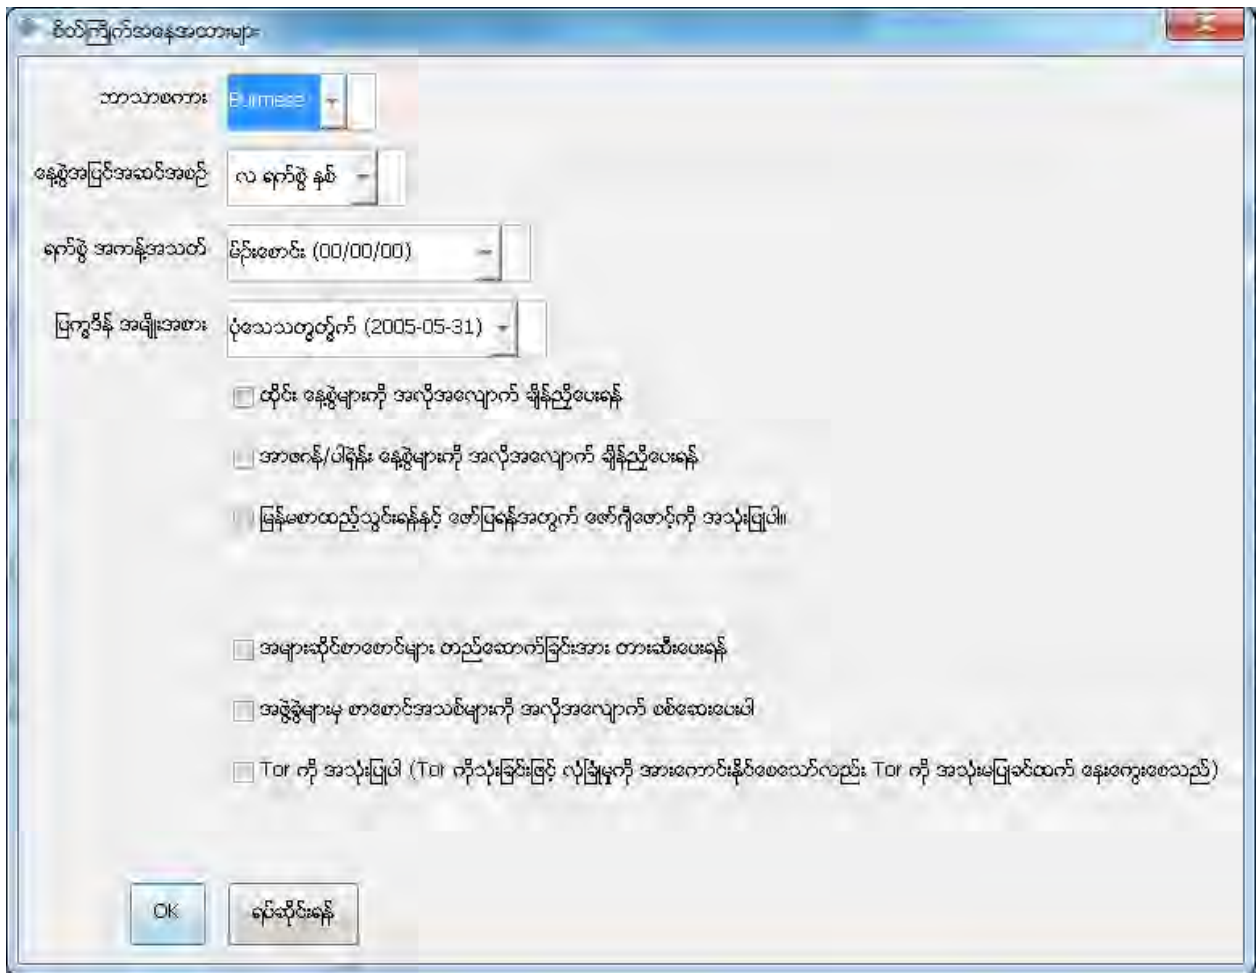 စိတ်ကြိုက်အနေအထားများ
ဘာသာစကား Burmese
နေ့စွဲအပြင်အဆင်အစဉ် လ ရက်စွဲ နှစ်
ရက်စွဲ အကန့်အသတ် မျဉ်းစောင်း (00/00/00)
ပြက္ခဒိန် အမျိုးအစား (2005-05-31)
ထိုင်း နေ့စွဲများကို အလိုအလျောက် ချိန်ညှိပေးရန်
အာဖဂန်/ပါရှန်း နေ့စွဲများကို အလိုအလျောက် ချိန်ညှိပေးရန်
မြန်မာစာထည့်သွင်းရန်နှင့် ဖော်ပြရန်အတွက် ဇော်ဂျီဖောင့်ကို အသုံးပြုပါ။
အများဆိုင်စာစောင်များ တည်ဆောက်ခြင်းအား တားဆီးပေးရန်
အဖွဲ့ခွဲများမှ စာစောင်အသစ်များကို အလိုအလျောက် စစ်ဆေးပေးပါ
Tor ကို အသုံးပြုပါ (Tor ကိုသုံးခြင်းဖြင့် လုံခြုံမှုကို အားကောင်းနိုင်စေသော်လည်း Tor ကို အသုံးမပြုခင်ထက် နှေးကွေးစေသည်)
OK ရပ်ဆိုင်းရန်